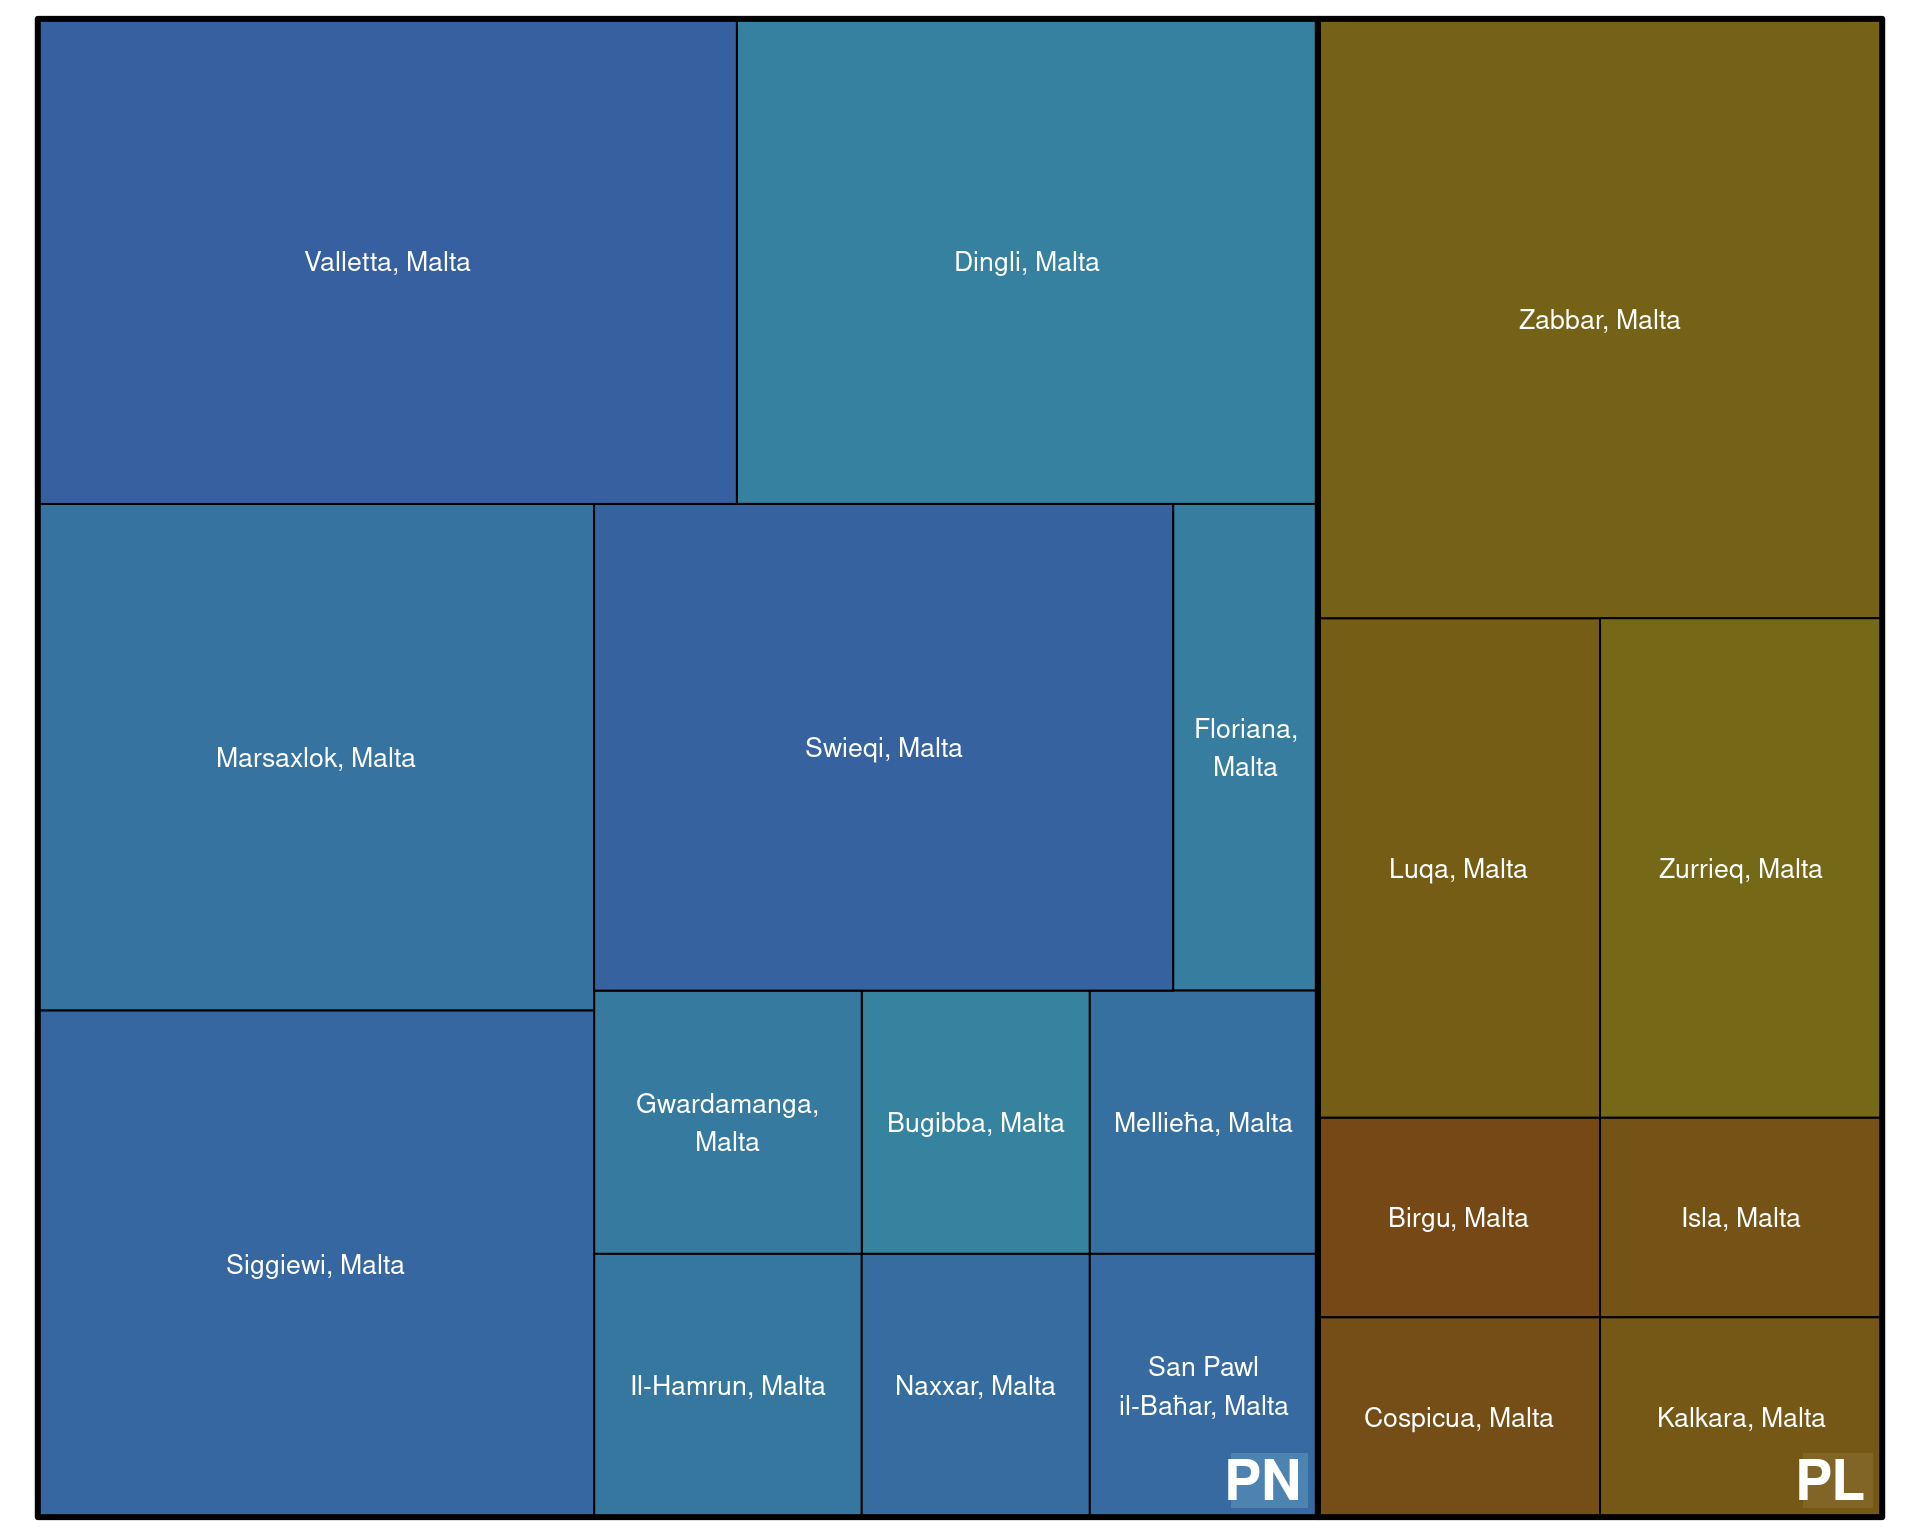 Valletta, Malta
Dingli, Malta
Zabbar, Malta
Marsaxlok, Malta
Swieqi, Malta
Floriana,
Malta
Luqa, Malta
Zurrieq, Malta
Siggiewi, Malta
Gwardamanga,
Malta
Bugibba, Malta
Mellieħa, Malta
Birgu, Malta
Isla, Malta
Il-Hamrun, Malta
Naxxar, Malta
San Pawl
il-Baħar, Malta
Cospicua, Malta
Kalkara, Malta
PN
PL